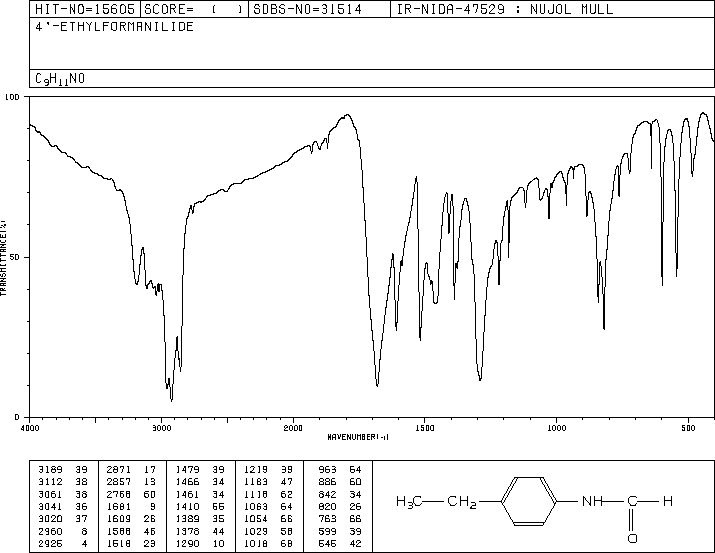 HIT-NO=15605 SCORE= ( ) SDBS-NO=31514 IR-NIDA-47529 : NUJOL MULL
4'-ETHYLFORMANILIDE
C9H11NO
100
50
0
TRANSMITTANCE(%)
4000 3000 2000 1500 1000 500
WAVENUMBER(-1)
3189 39 2871 17 1479 39 1219 39 963 64
3112 38 2857 13 1466 34 1183 47 886 60
3061 38 2768 60 1461 34 1118 62 842 34
3041 36 1681 9 1410 55 1063 64 820 26
3020 37 1609 26 1389 35 1054 66 763 66
2960 8 1588 46 1378 44 1029 58 599 39
2925 4 1518 23 1290 10 1018 68 545 42
H3C CH2 NH C H
O